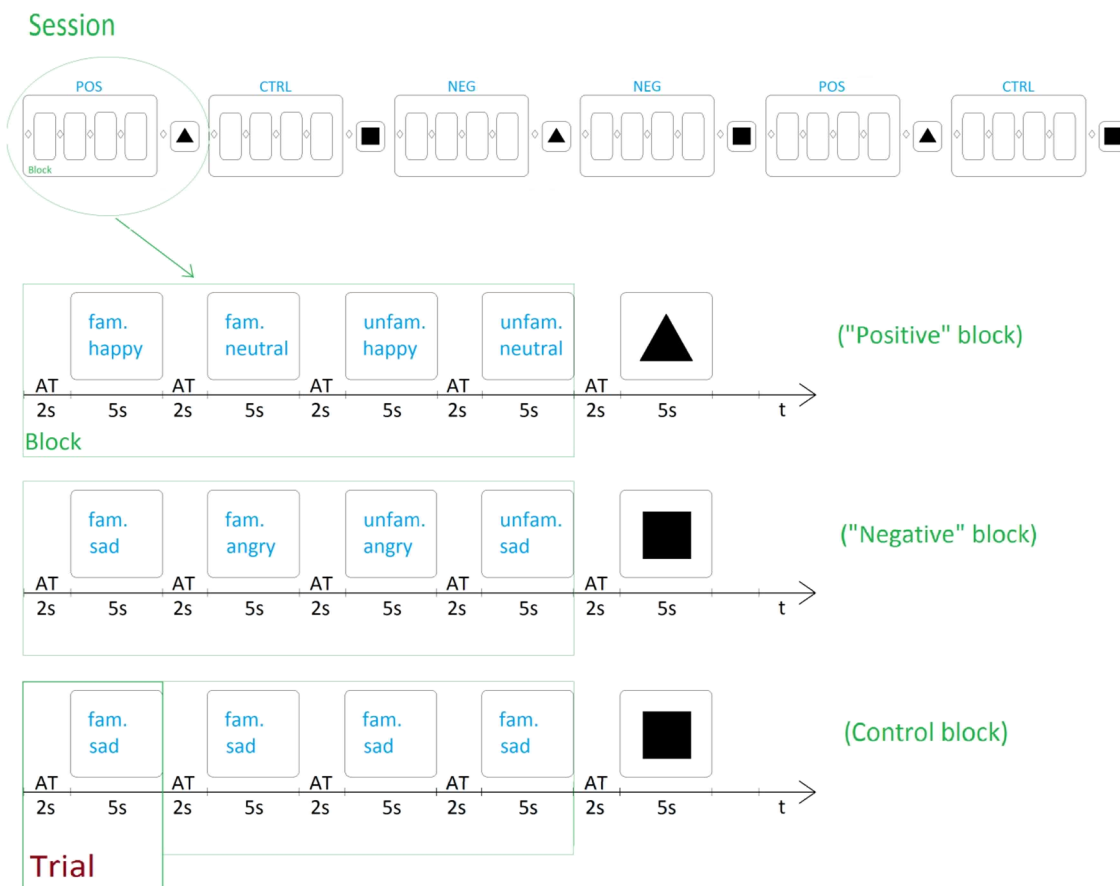 Session
POS CTRL NEG NEG POS CTRL
Block
fam. fam. unfam. unfam.
happy neutral happy neutral
("Positive" block)
AT AT AT AT AT
2s 5s 2s 5s 2s 5s 2s 5s 2s 5s t
Block
fam. fam. unfam. unfam.
sad angry angry sad
("Negative" block)
AT AT AT AT AT
2s 5s 2s 5s 2s 5s 2s 5s 2s 5s t
fam. fam. fam. fam.
sad sad sad sad
(Control block)
AT AT AT AT AT
2s 5s 2s 5s 2s 5s 2s 5s 2s 5s t
Trial